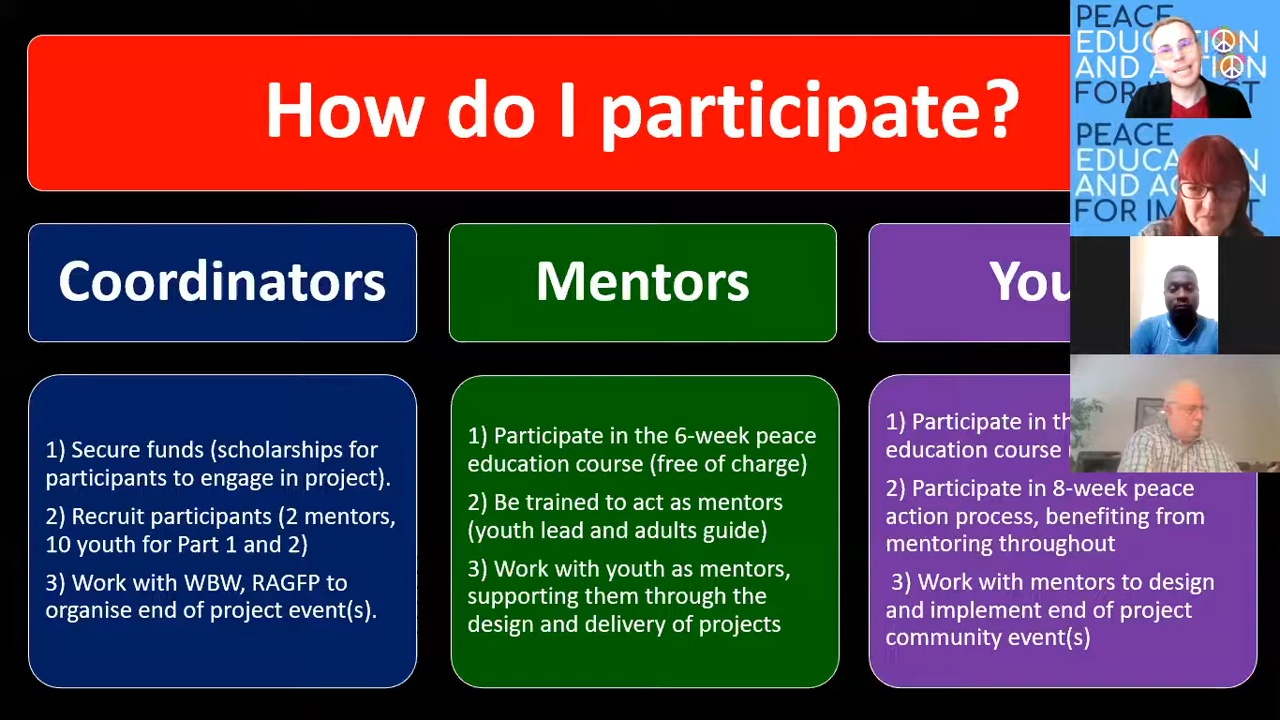 How do I participate?
Coordinators
Mentors
1) Secure funds (scholarships for
participants to engage in project).
2) Recruit participants (2 mentors,
10 youth for Part 1 and 2)
3) Work with WBW, RAGFP to
organise end of project event(s).
1) Participate in the 6-week peace
education course (free of charge)
2) Be trained to act as mentors
(youth lead and adults guide)
3) Work with youth as mentors,
supporting them through the
design and delivery of projects
1) Participate in
education course
2) Participate in 8-week peace
action process, benefiting from
mentoring throughout
3) Work with mentors to design
and implement end of project
community event(s)
PEACE
EDUCATION
AND ACTION
FOR IMPACT
PEACE
EDUCATION
AND ACTION
FOR IMPACT